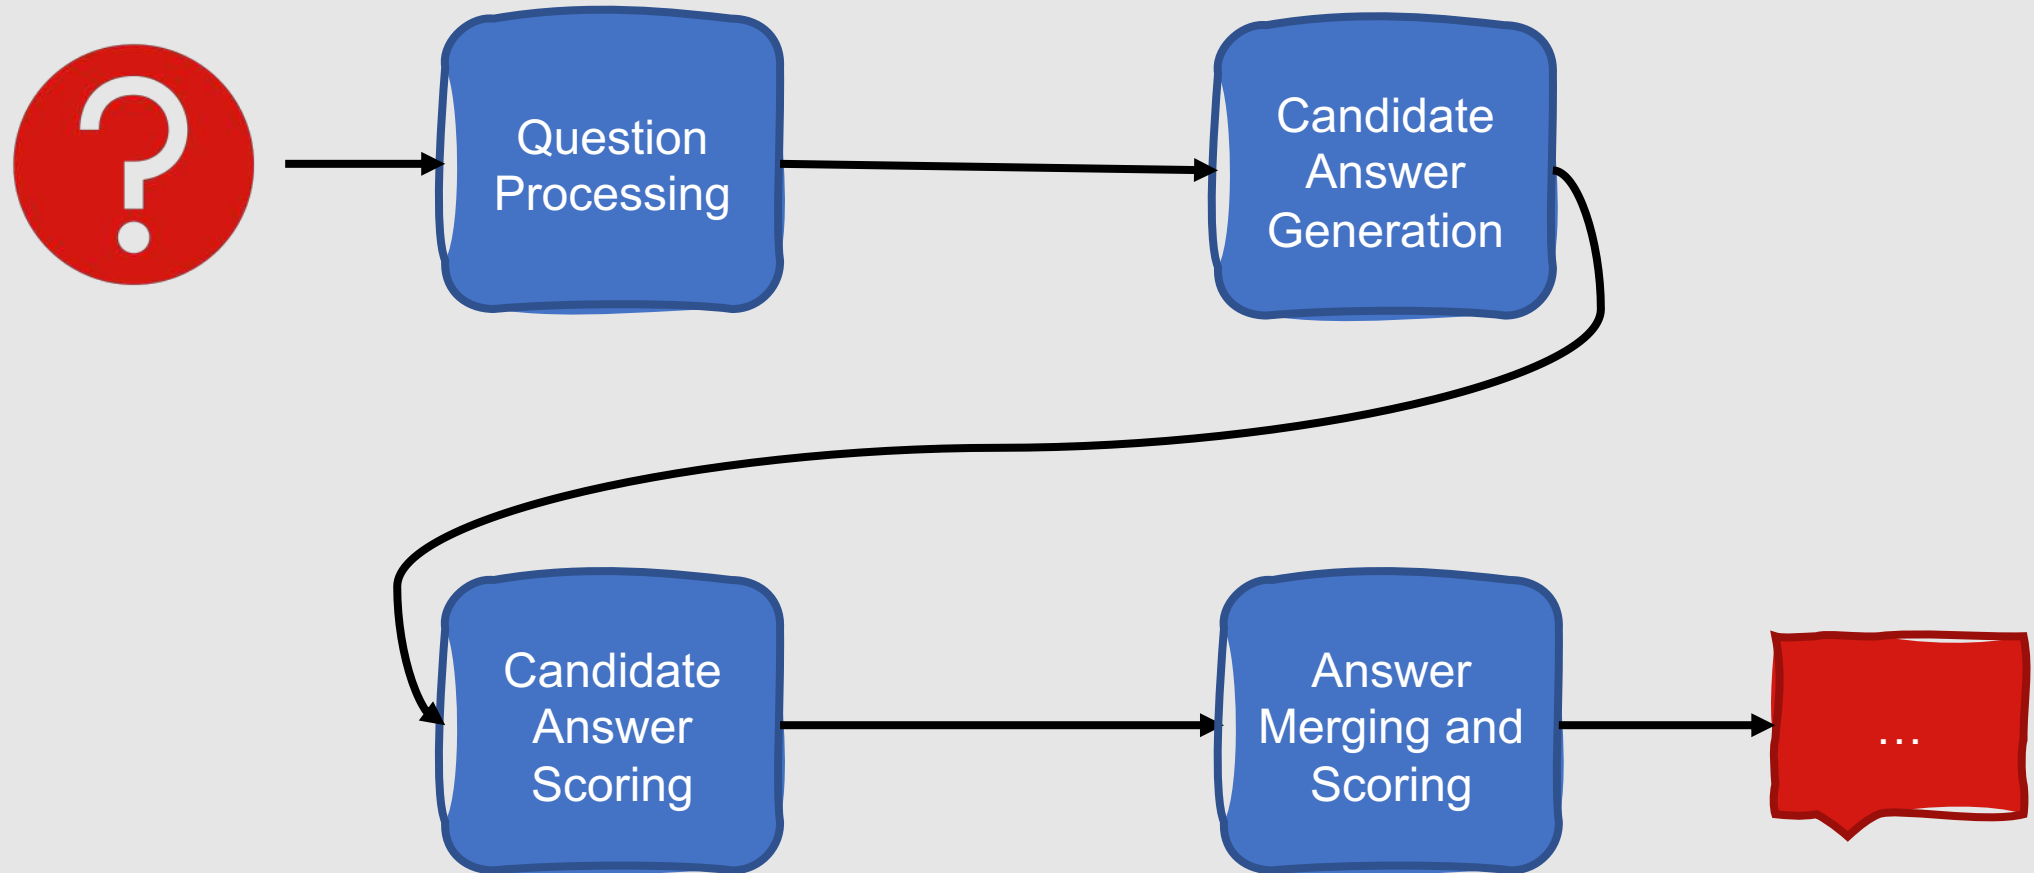 ?
Question
Processing
Candidate
Answer
Generation
Candidate
Answer
Scoring
Answer
Merging and
Scoring
...